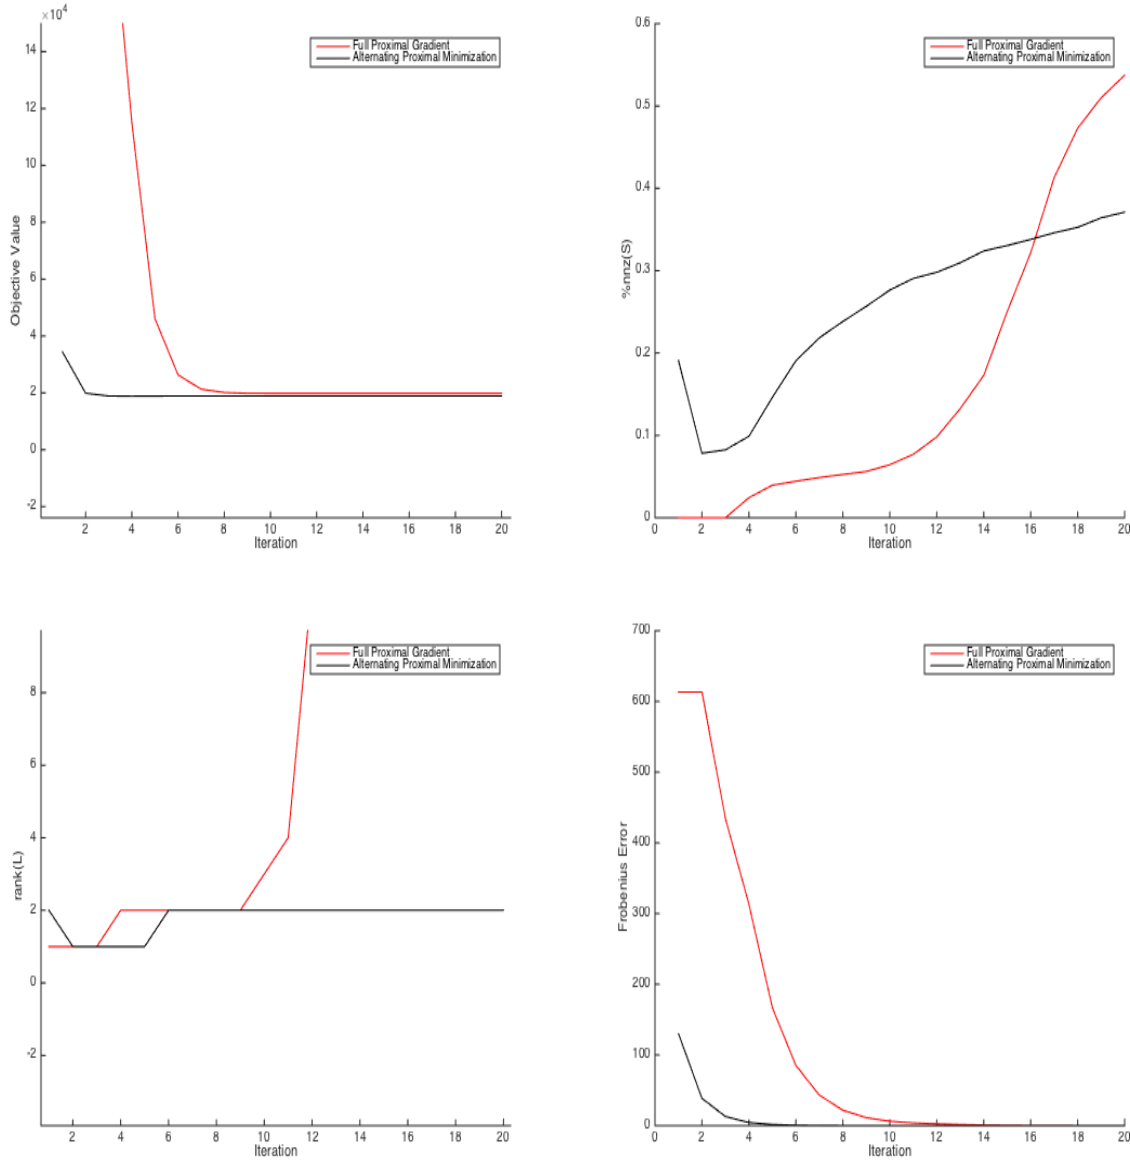 ×10⁴
14
12
10
8
6
4
2
0
-2
Objective Value
2 4 6 8 10 12 14 16 18 20
Iteration
Full Proximal Gradient
Alternating Proximal Minimization
0.6
0.5
0.4
0.3
0.2
0.1
0
%nnz(S)
0 2 4 6 8 10 12 14 16 18 20
Iteration
Full Proximal Gradient
Alternating Proximal Minimization
8
6
4
2
0
-2
rank(L)
2 4 6 8 10 12 14 16 18 20
Iteration
Full Proximal Gradient
Alternating Proximal Minimization
700
600
500
400
300
200
100
0
Frobenius Error
0 2 4 6 8 10 12 14 16 18 20
Iteration
Full Proximal Gradient
Alternating Proximal Minimization